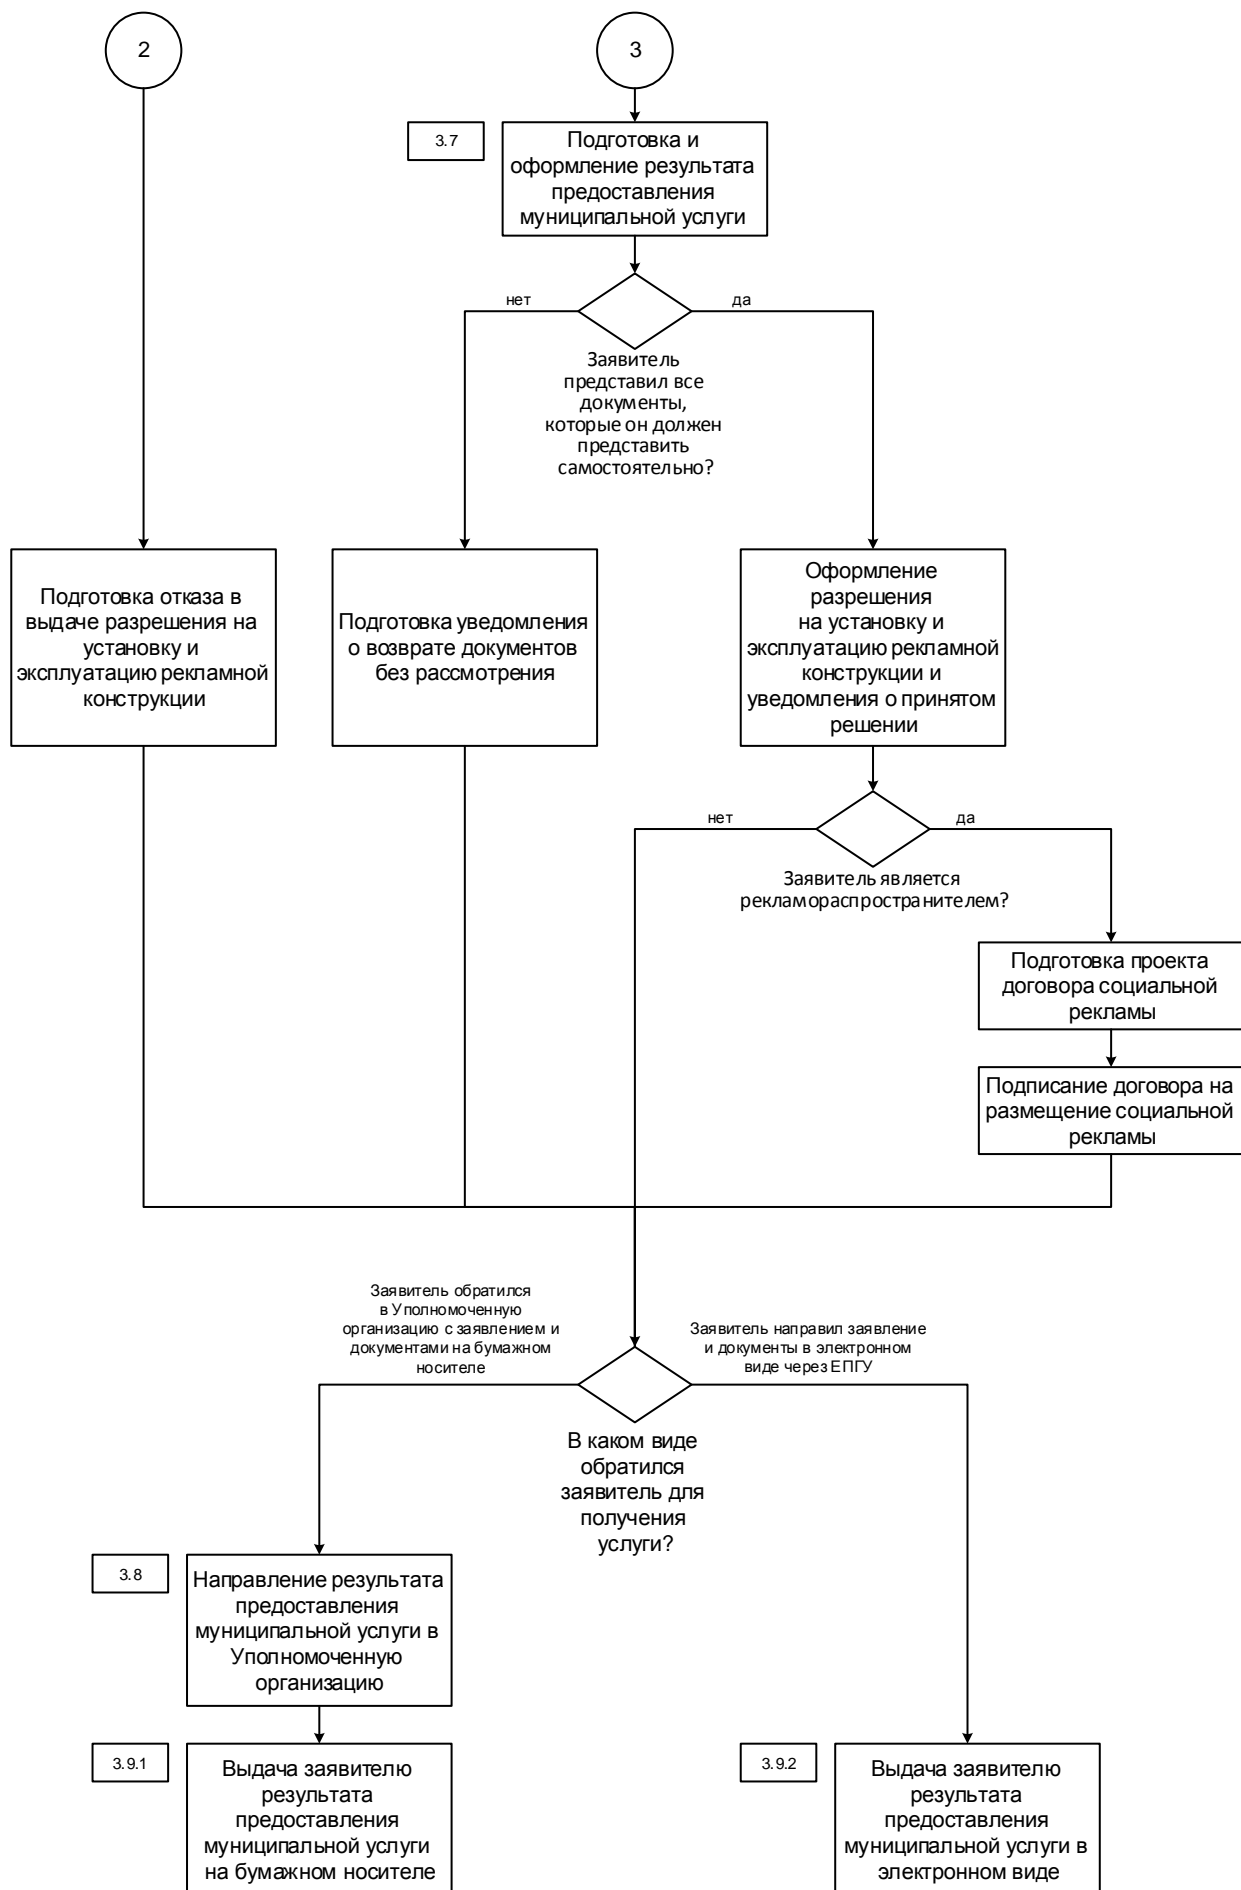 2
3
3.7
Подготовка и
оформление результата
предоставления
муниципальной услуги
нет
да
Заявитель
представил все
документы,
которые он должен
представить
самостоятельно?
Подготовка отказа в
выдаче разрешения на
установку и
эксплуатацию рекламной
конструкции
Подготовка уведомления
о возврате документов
без рассмотрения
Оформление
разрешения
на установку и
эксплуатацию рекламной
конструкции и
уведомления о принятом
решении
нет
да
Заявитель является
рекламораспространителем?
Подготовка проекта
договора социальной
рекламы
Подписание договора на
размещение социальной
рекламы
Заявитель обратился
в Уполномоченную
организацию с заявлением и
документами на бумажном
носителе
Заявитель направил заявление
и документы в электронном
виде через ЕПГУ
В каком виде
обратился
заявитель для
получения
услуги?
3.8
Направление результата
предоставления
муниципальной услуги в
Уполномоченную
организацию
3.9.1
Выдача заявителю
результата
предоставления
муниципальной услуги
на бумажном носителе
3.9.2
Выдача заявителю
результата
предоставления
муниципальной услуги в
электронном виде